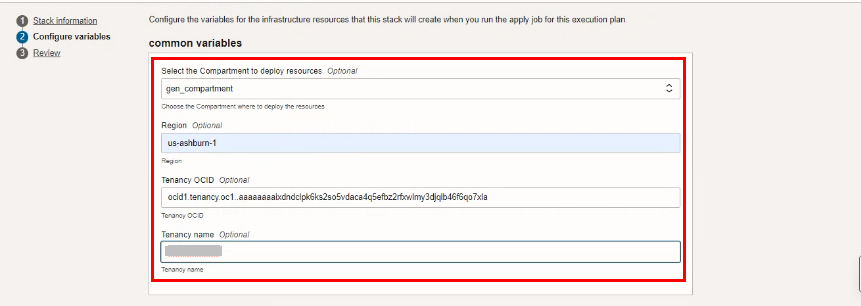 1 Stack information
2 Configure variables
3 Review
Configure the variables for the infrastructure resources that this stack will create when you run the apply job for this execution plan.
common variables
Select the Compartment to deploy resources Optional
gen_compartment
Choose the Compartment where to deploy the resources
Region Optional
us-ashburn-1
Region
Tenancy OCID Optional
ocid1.tenancy.oc1..aaaaaaaalxdndclpk6ks2so5vdaca4q5efbz2rfxwlmy3djqlb46f6qo7xla
Tenancy OCID
Tenancy name Optional
Tenancy name